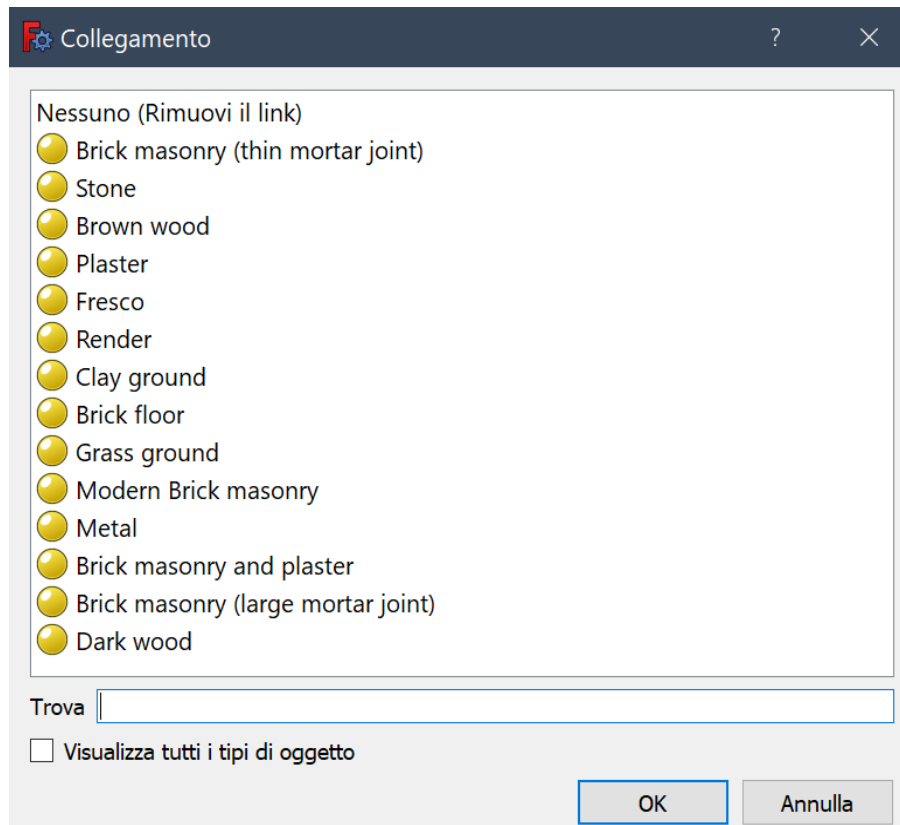 Collegamento
Nessuno (Rimuovi il link)
Brick masonry (thin mortar joint)
Stone
Brown wood
Plaster
Fresco
Render
Clay ground
Brick floor
Grass ground
Modern Brick masonry
Metal
Brick masonry and plaster
Brick masonry (large mortar joint)
Dark wood
Trova
Visualizza tutti i tipi di oggetto
OK Annulla